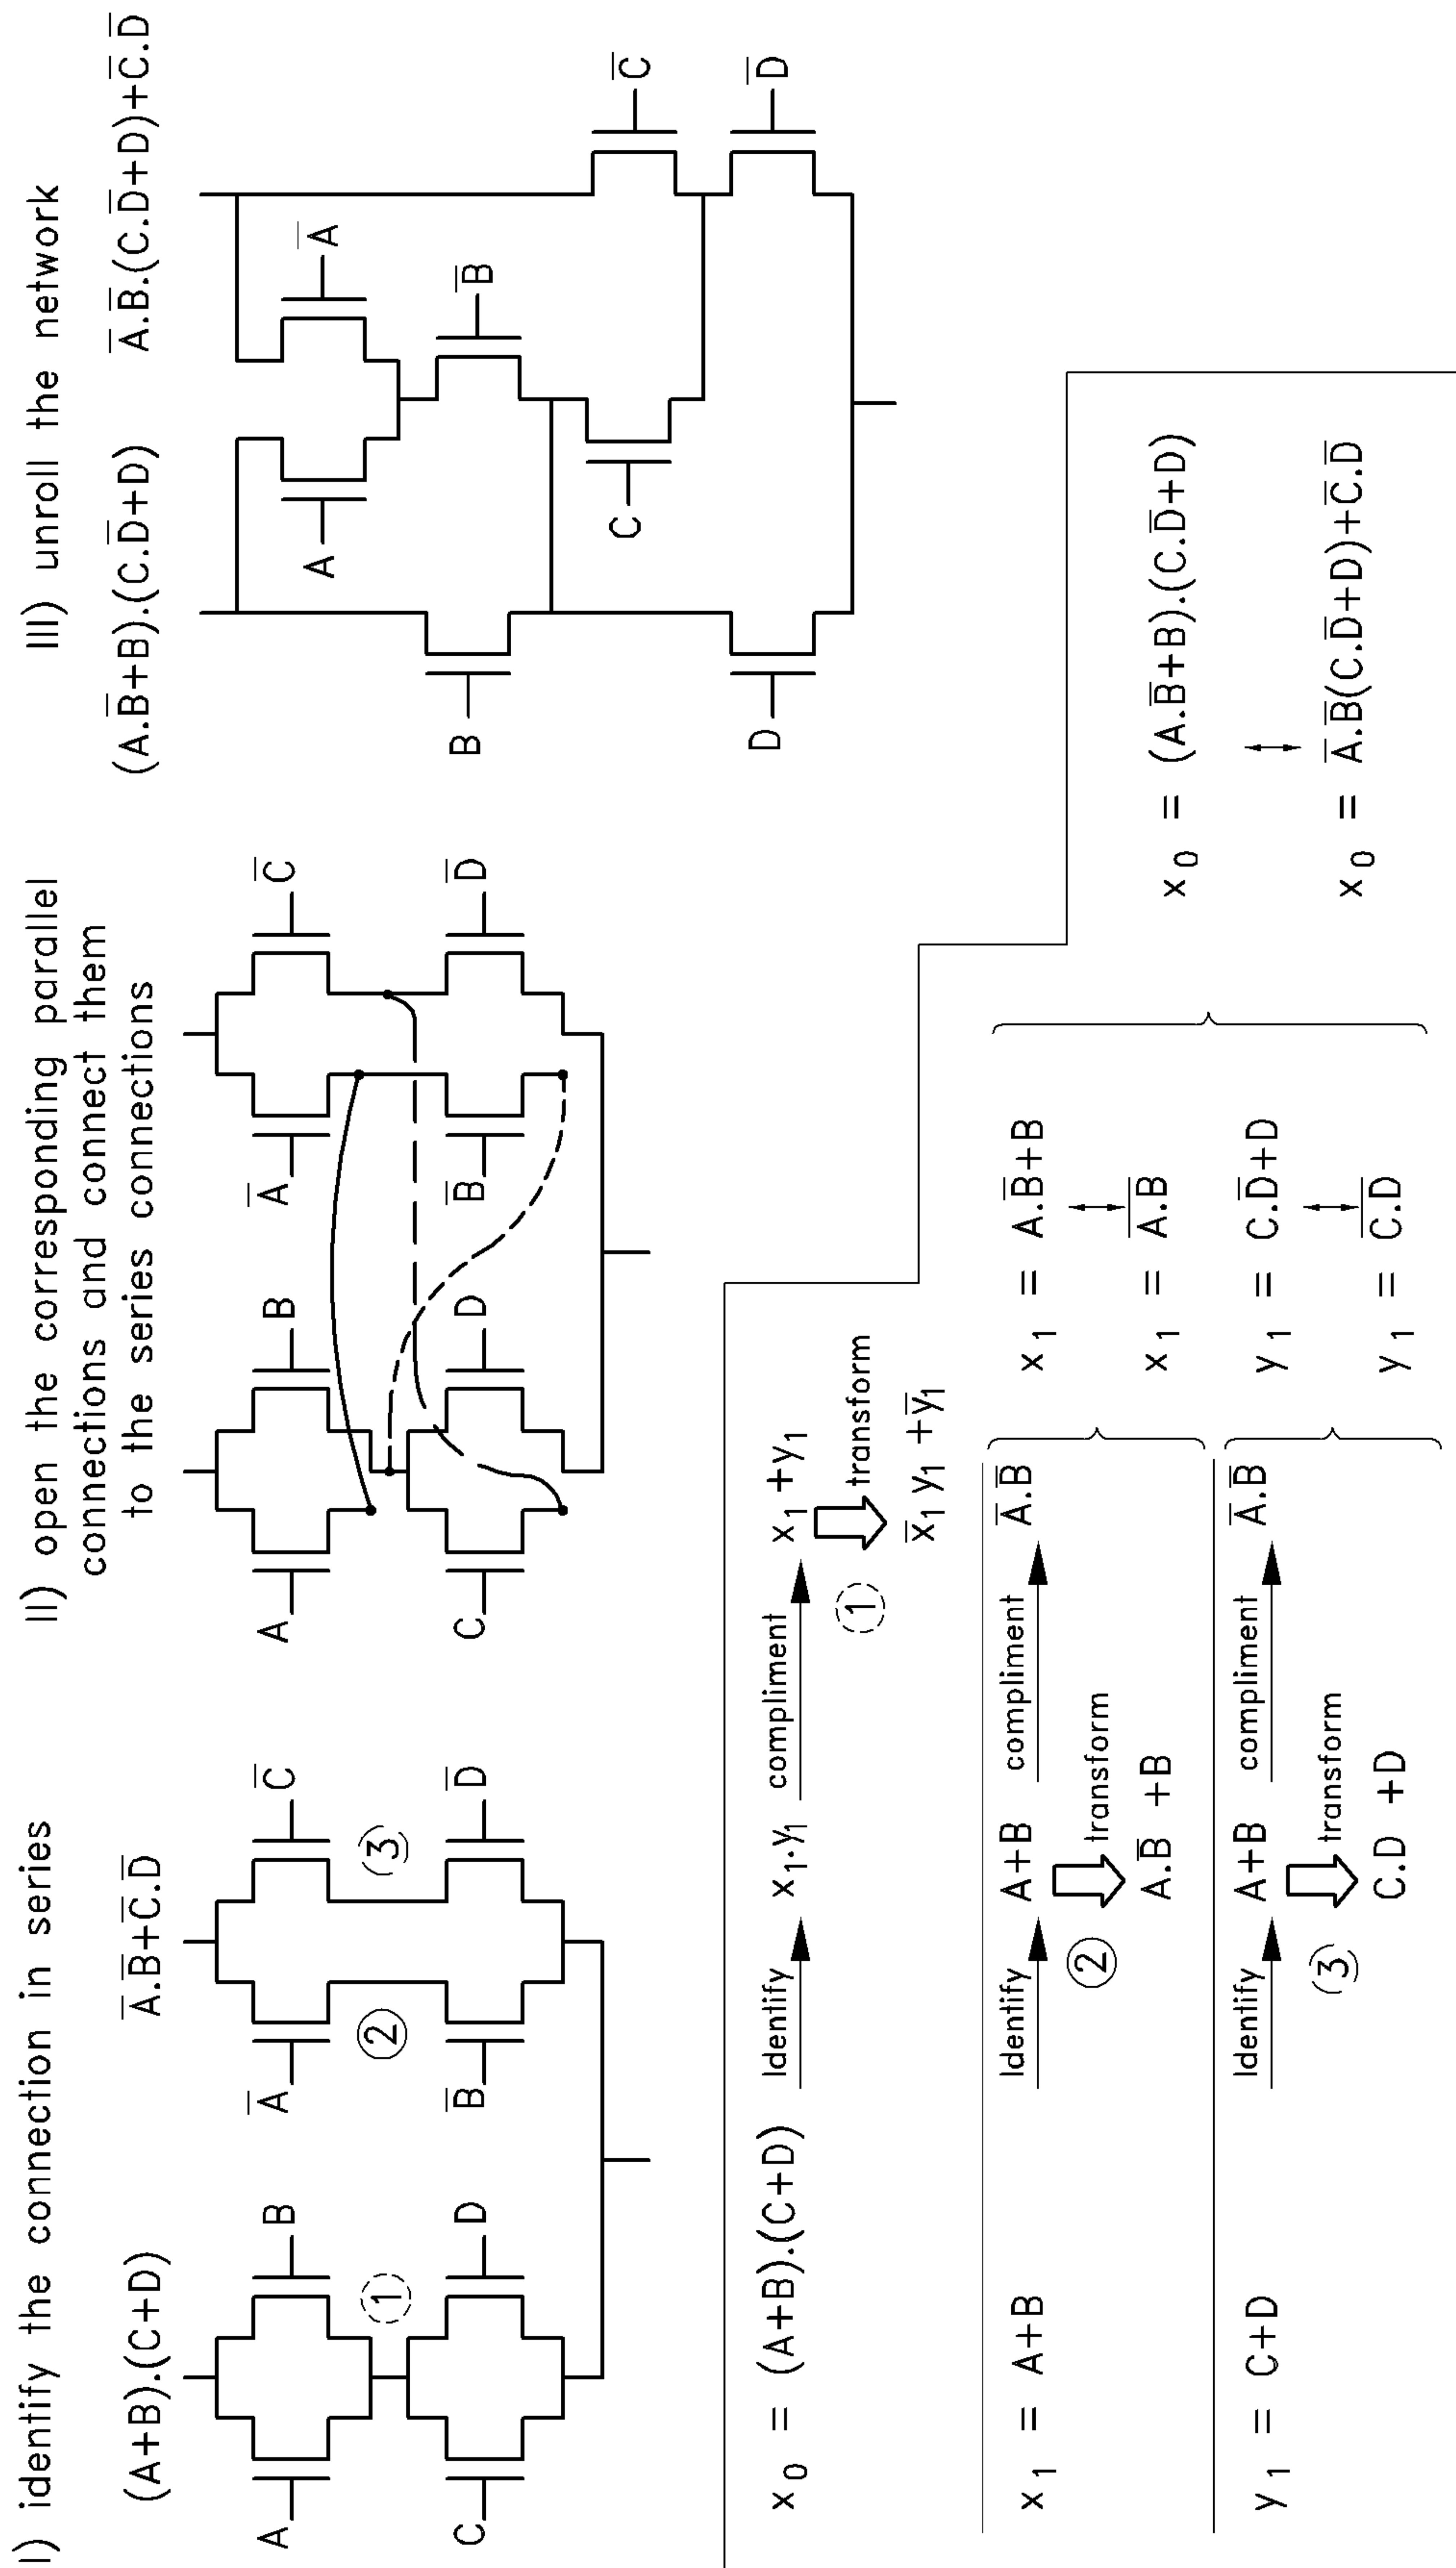 I) identify the connection in series
(A+B).(C+D)
A̅.B̅+C̅.D̅
A
B
C
D
1
A̅
B̅
C̅
D̅
2
3
II) open the corresponding parallel
connections and connect them
to the series connections
A
B
C
D
A̅
B̅
C̅
D̅
III) unroll the network
(A.B̅+B).(C.D̅+D)
A̅.B̅.(C.D̅+D)+C̅.D̅
A
A̅
B
B̅
C
C̅
D
D̅
x0 = (A+B).(C+D) Identify x1.y1 compliment x1 +y1
1 transform
x̅1 y1 +y̅1
x1 = A+B Identify A+B compliment A̅.B̅
2 transform
A.B̅ +B
y1 = C+D Identify A+B compliment A̅.B̅
3 transform
C.D +D
x1 = A.B̅+B
x1 = A̅.̅B̅
y1 = C.D̅+D
y1 = C̅.̅D̅
x0 = (A.B̅+B).(C.D̅+D)
x0 = A̅.B̅(C.D̅+D)+C̅.D̅